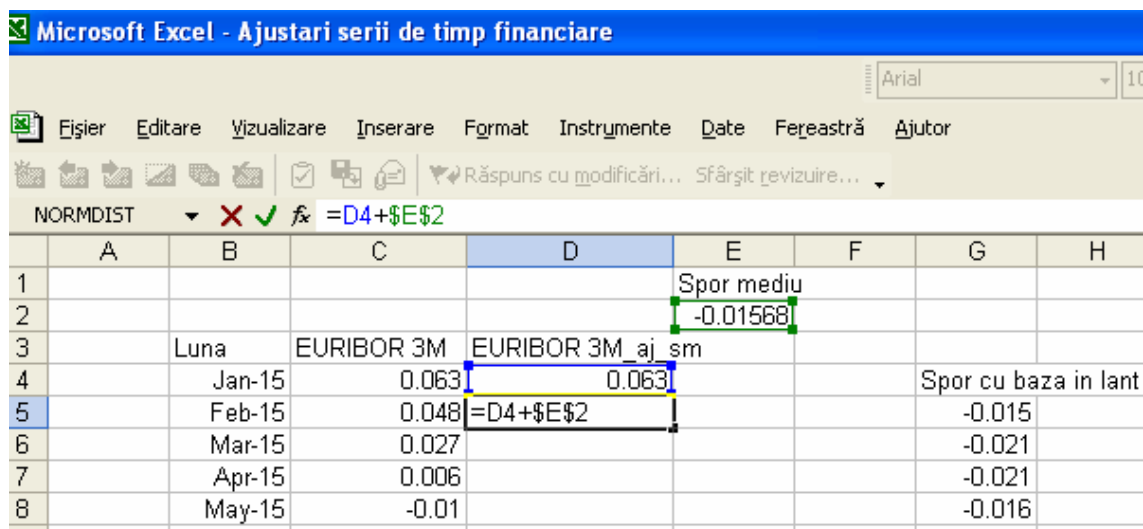 Microsoft Excel - Ajustari serii de timp financiare
Arial 10
Fişier Editare Vizualizare Inserare Format Instrumente Date Fereastră Ajutor
Răspuns cu modificări... Sfârşit revizuire...
NORMDIST fx =D4+$E$2
A B C D E F G H
1 Spor mediu
2 -0.01568
3 Luna EURIBOR 3M EURIBOR 3M_aj_sm
4 Jan-15 0.063 0.063 Spor cu baza in lant
5 Feb-15 0.048 =D4+$E$2 -0.015
6 Mar-15 0.027 -0.021
7 Apr-15 0.006 -0.021
8 May-15 -0.01 -0.016